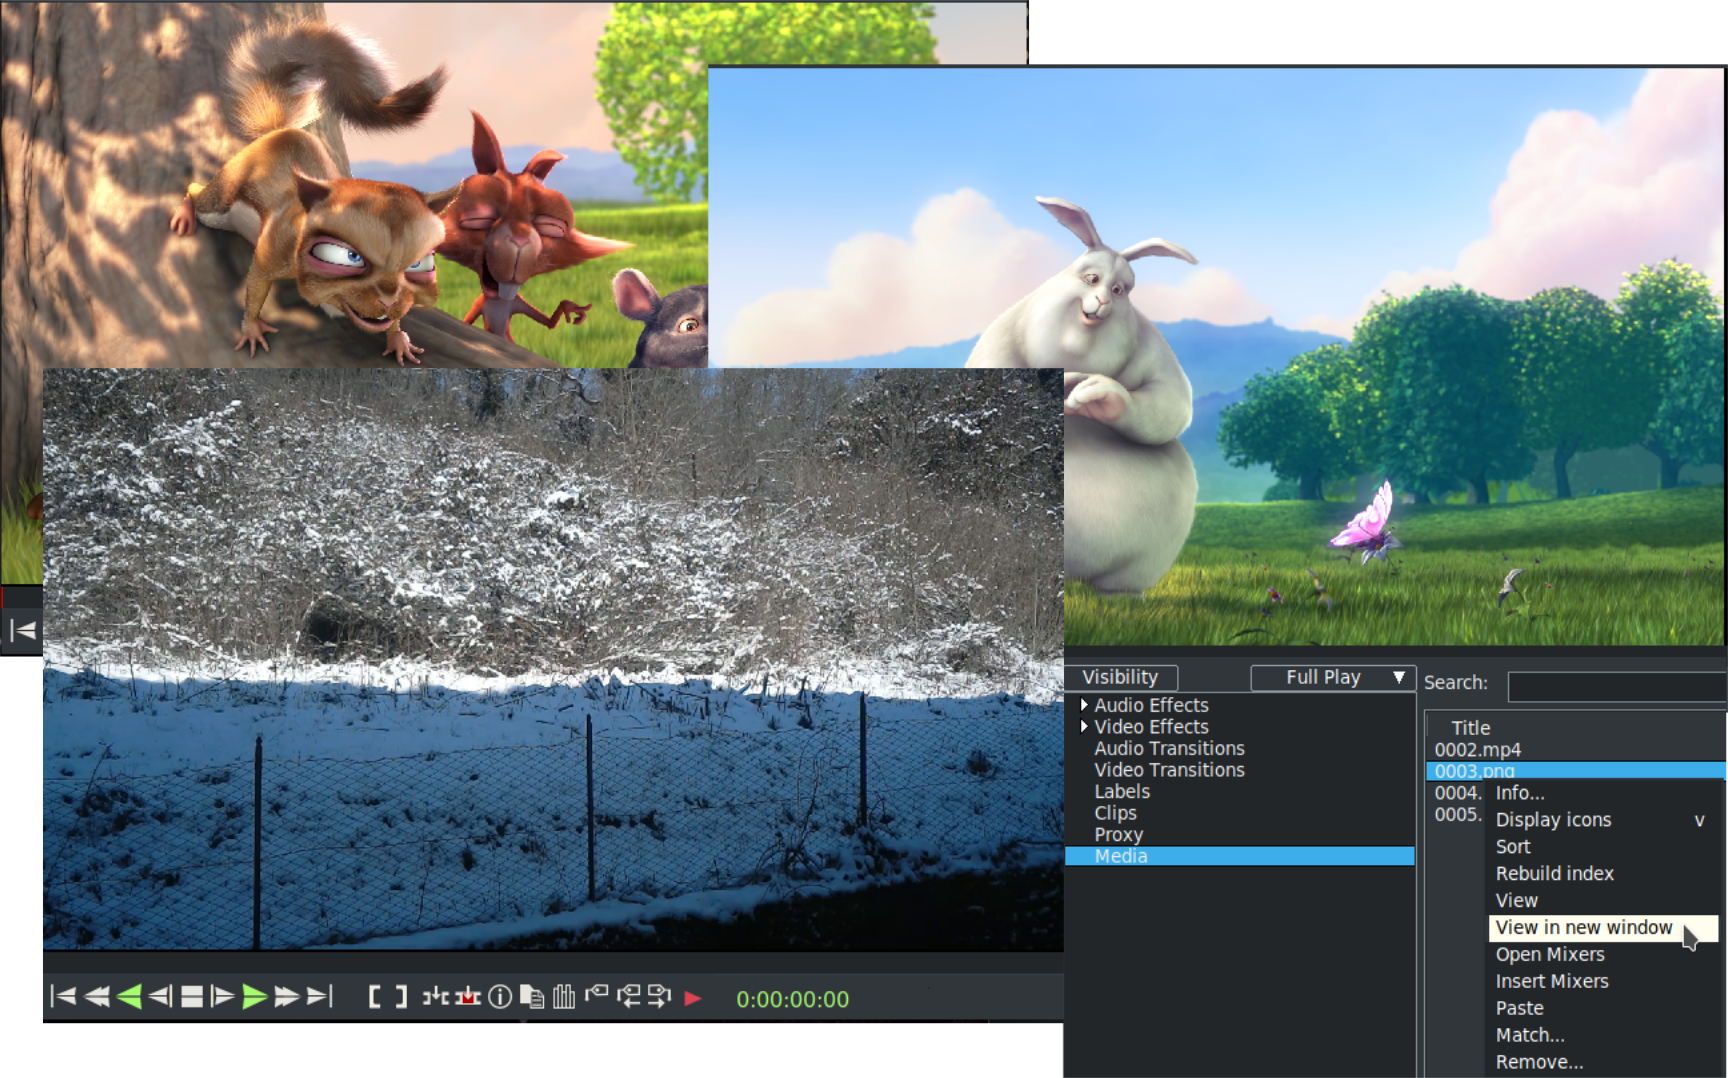 Visibility
Full Play
Search:
Audio Effects
Video Effects
Audio Transitions
Video Transitions
Labels
Clips
Proxy
Media
Title
0002.mp4
0003.png
0004.
0005.
Info...
Display icons v
Sort
Rebuild index
View
View in new window
Open Mixers
Insert Mixers
Paste
Match...
Remove...
0:00:00:00